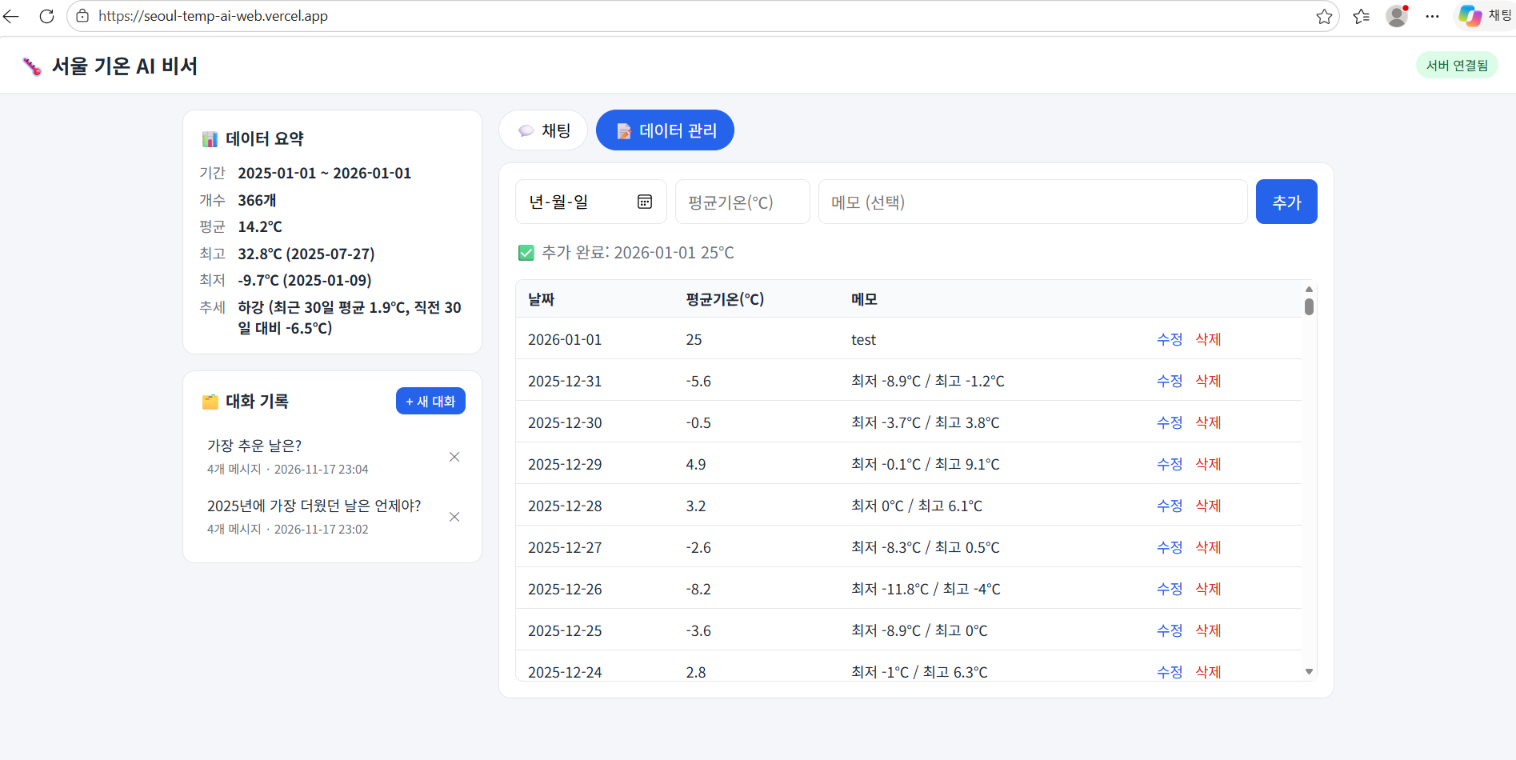 https://seoul-temp-ai-web.vercel.app
채팅
서울 기온 AI 비서
서버 연결됨
데이터 요약
기간 2025-01-01 ~ 2026-01-01
개수 366개
평균 14.2℃
최고 32.8℃ (2025-07-27)
최저 -9.7℃ (2025-01-09)
추세 하강 (최근 30일 평균 1.9℃, 직전 30
일 대비 -6.5℃)
대화 기록
+ 새 대화
가장 추운 날은?
4개 메시지 · 2026-11-17 23:04
2025년에 가장 더웠던 날은 언제야?
4개 메시지 · 2026-11-17 23:02
채팅
데이터 관리
년-월-일
평균기온(℃)
메모 (선택)
추가
추가 완료: 2026-01-01 25℃
날짜 평균기온(℃) 메모
2026-01-01 25 test 수정 삭제
2025-12-31 -5.6 최저 -8.9℃ / 최고 -1.2℃ 수정 삭제
2025-12-30 -0.5 최저 -3.7℃ / 최고 3.8℃ 수정 삭제
2025-12-29 4.9 최저 -0.1℃ / 최고 9.1℃ 수정 삭제
2025-12-28 3.2 최저 0℃ / 최고 6.1℃ 수정 삭제
2025-12-27 -2.6 최저 -8.3℃ / 최고 0.5℃ 수정 삭제
2025-12-26 -8.2 최저 -11.8℃ / 최고 -4℃ 수정 삭제
2025-12-25 -3.6 최저 -8.9℃ / 최고 0℃ 수정 삭제
2025-12-24 2.8 최저 -1℃ / 최고 6.3℃ 수정 삭제